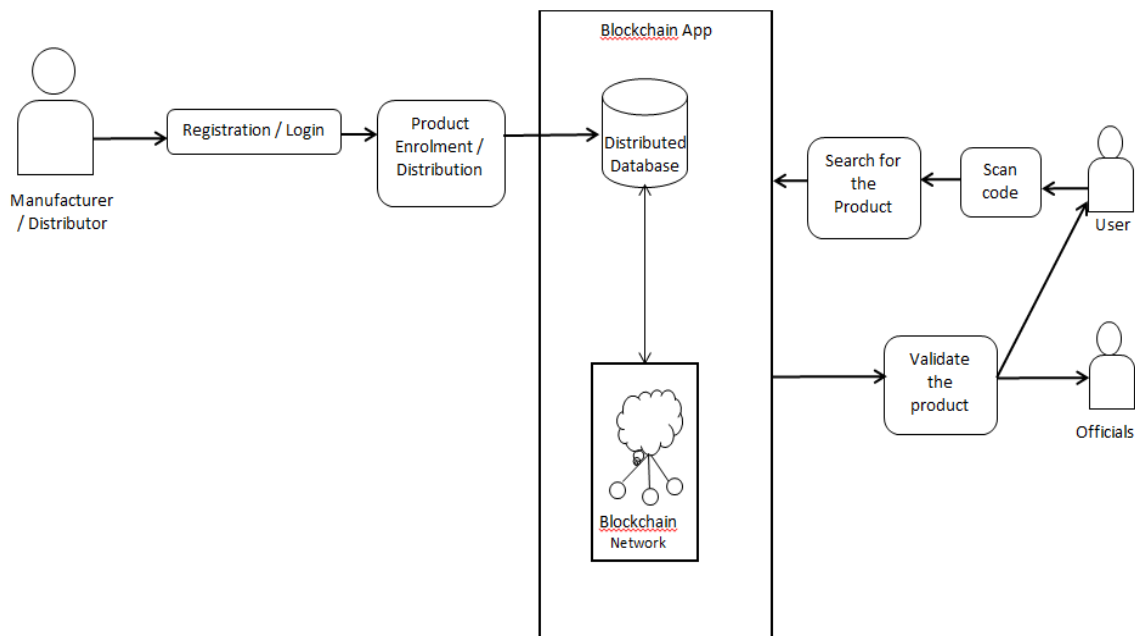 Blockchain App
Manufacturer
/ Distributor
Registration / Login
Product
Enrolment /
Distribution
Distributed
Database
Search for
the
Product
Scan
code
User
Validate
the
product
Officials
Blockchain
Network